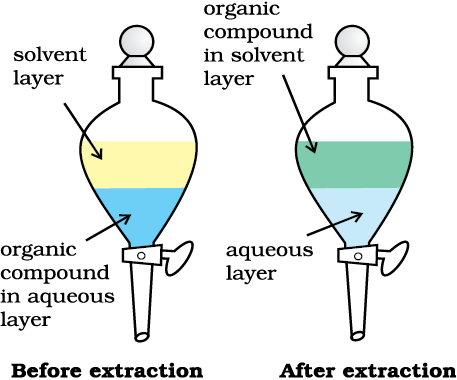 solvent
layer
organic
compound
in aqueous
layer
Before extraction
organic
compound
in solvent
layer
aqueous
layer
After extraction